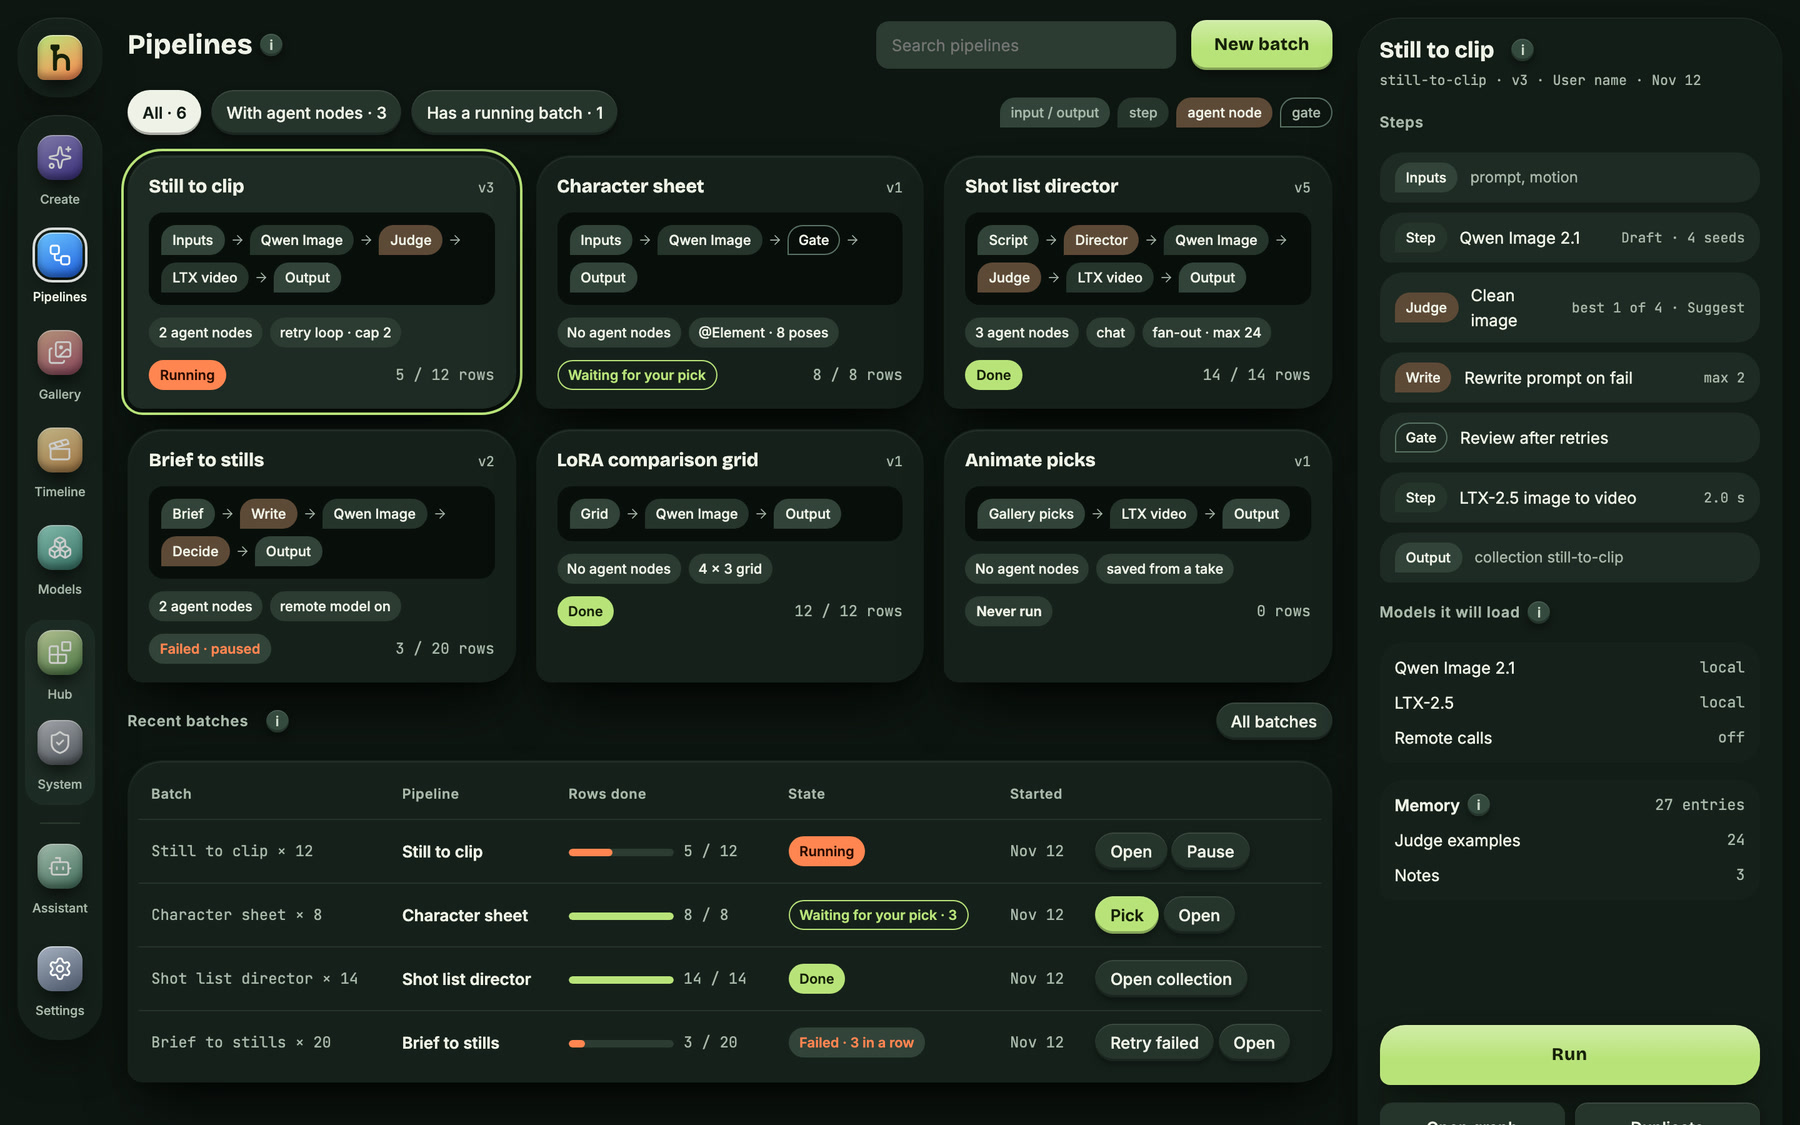 h
Create
Pipelines
Gallery
Timeline
Models
Hub
System
Assistant
Settings
Pipelines i
Search pipelines
New batch
All · 6
With agent nodes · 3
Has a running batch · 1
input / output
step
agent node
gate
Still to clip v3
Inputs → Qwen Image → Judge →
LTX video → Output
2 agent nodes retry loop · cap 2
Running 5 / 12 rows
Character sheet v1
Inputs → Qwen Image → Gate →
Output
No agent nodes @Element · 8 poses
Waiting for your pick 8 / 8 rows
Shot list director v5
Script → Director → Qwen Image →
Judge → LTX video → Output
3 agent nodes chat fan-out · max 24
Done 14 / 14 rows
Brief to stills v2
Brief → Write → Qwen Image →
Decide → Output
2 agent nodes remote model on
Failed · paused 3 / 20 rows
LoRA comparison grid v1
Grid → Qwen Image → Output
No agent nodes 4 × 3 grid
Done 12 / 12 rows
Animate picks v1
Gallery picks → LTX video → Output
No agent nodes saved from a take
Never run 0 rows
Recent batches i
All batches
Batch Pipeline Rows done State Started
Still to clip × 12 Still to clip 5 / 12 Running Nov 12 Open Pause
Character sheet × 8 Character sheet 8 / 8 Waiting for your pick · 3 Nov 12 Pick Open
Shot list director × 14 Shot list director 14 / 14 Done Nov 12 Open collection
Brief to stills × 20 Brief to stills 3 / 20 Failed · 3 in a row Nov 12 Retry failed Open
Still to clip i
still-to-clip · v3 · User name · Nov 12
Steps
Inputs prompt, motion
Step Qwen Image 2.1 Draft · 4 seeds
Judge Clean image best 1 of 4 · Suggest
Write Rewrite prompt on fail max 2
Gate Review after retries
Step LTX-2.5 image to video 2.0 s
Output collection still-to-clip
Models it will load i
Qwen Image 2.1 local
LTX-2.5 local
Remote calls off
Memory i 27 entries
Judge examples 24
Notes 3
Run
Open graph Duplicate